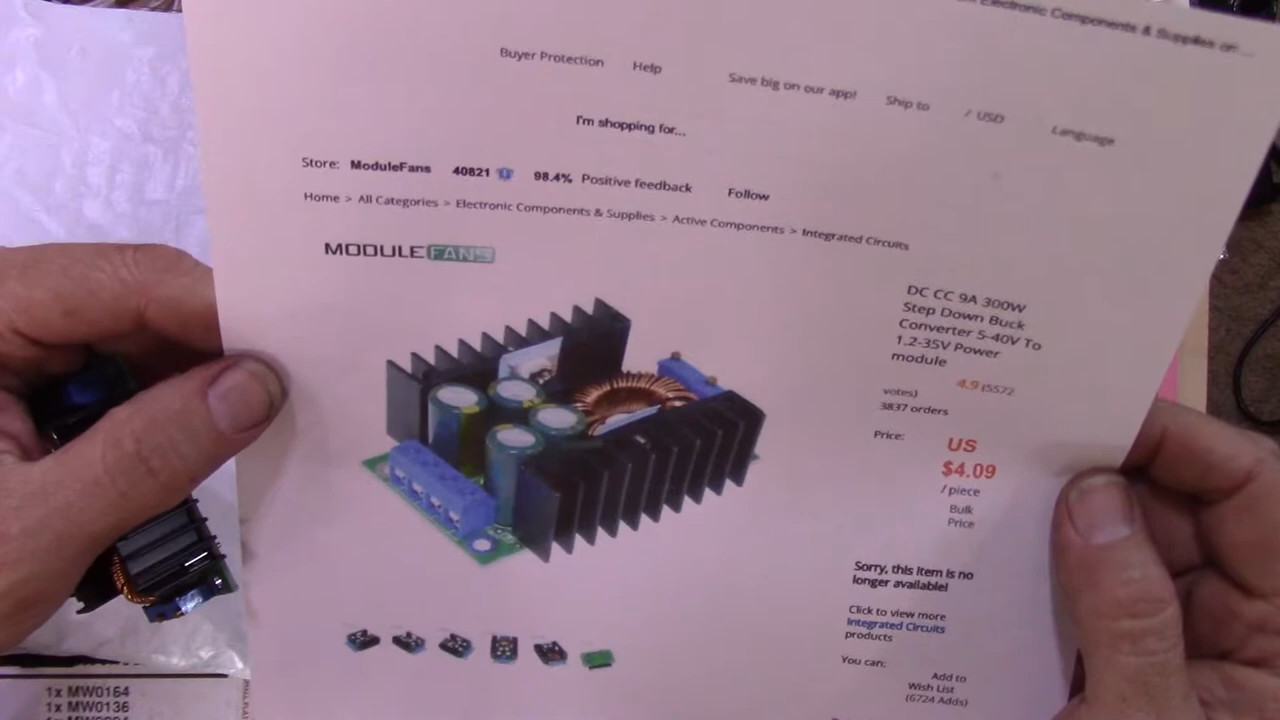 Electronic Components & Supplies on ...
Buyer Protection Help Save big on our app! Ship to / USD Language
I'm shopping for...
Store: ModuleFans 40821 98.4% Positive feedback Follow
Home > All Categories > Electronic Components & Supplies > Active Components > Integrated Circuits
MODULEFANS
DC CC 9A 300W
Step Down Buck
Converter 5-40V To
1.2-35V Power
module
4.9 (5572
votes)
3837 orders
Price: US
$4.09
/ piece
Bulk
Price
Sorry, this item is no
longer available!
Click to view more
Integrated Circuits
products
You can:
Add to
Wish List
(6724 Adds)
1x MW0164
1x MW0136